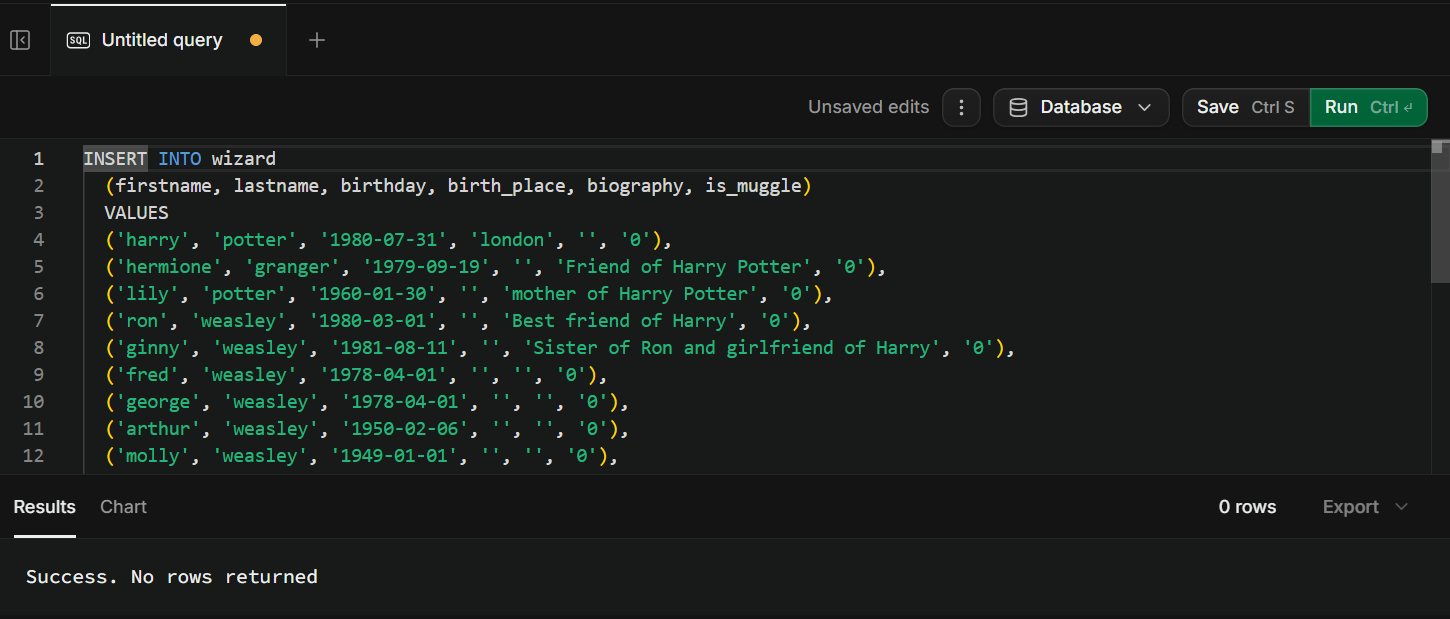 SQL Untitled query
Unsaved edits Database Save Ctrl S Run Ctrl ↵
1 INSERT INTO wizard
2 (firstname, lastname, birthday, birth_place, biography, is_muggle)
3 VALUES
4 ('harry', 'potter', '1980-07-31', 'london', '', '0'),
5 ('hermione', 'granger', '1979-09-19', '', 'Friend of Harry Potter', '0'),
6 ('lily', 'potter', '1960-01-30', '', 'mother of Harry Potter', '0'),
7 ('ron', 'weasley', '1980-03-01', '', 'Best friend of Harry', '0'),
8 ('ginny', 'weasley', '1981-08-11', '', 'Sister of Ron and girlfriend of Harry', '0'),
9 ('fred', 'weasley', '1978-04-01', '', '', '0'),
10 ('george', 'weasley', '1978-04-01', '', '', '0'),
11 ('arthur', 'weasley', '1950-02-06', '', '', '0'),
12 ('molly', 'weasley', '1949-01-01', '', '', '0'),
Results Chart 0 rows Export
Success. No rows returned